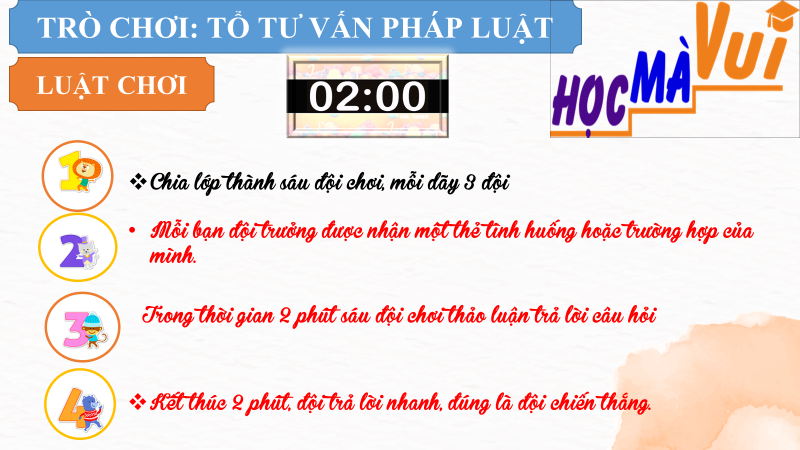 TRÒ CHƠI: TỔ TƯ VẤN PHÁP LUẬT
LUẬT CHƠI
02:00
HỌC MÀ VUI
1
❖Chia lớp thành sáu đội chơi, mỗi dãy 3 đội
2
• Mỗi bạn đội trưởng được nhận một thẻ tình huống hoặc trường hợp của
mình.
3
Trong thời gian 2 phút sáu đội chơi thảo luận trả lời câu hỏi
4
❖Kết thúc 2 phút, đội trả lời nhanh, đúng là đội chiến thắng.